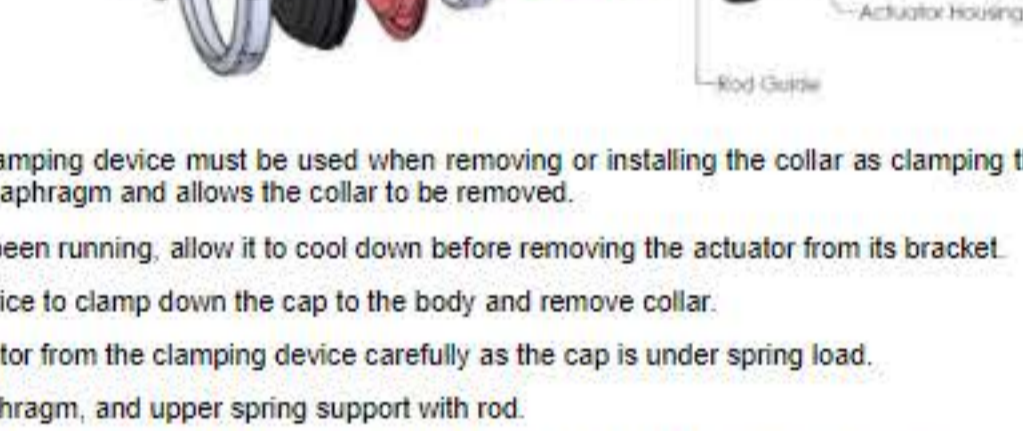 Actuator Housing
Rod Guide
amping device must be used when removing or installing the collar as clamping t
aphragm and allows the collar to be removed.
een running, allow it to cool down before removing the actuator from its bracket.
ice to clamp down the cap to the body and remove collar.
tor from the clamping device carefully as the cap is under spring load.
hragm, and upper spring support with rod.